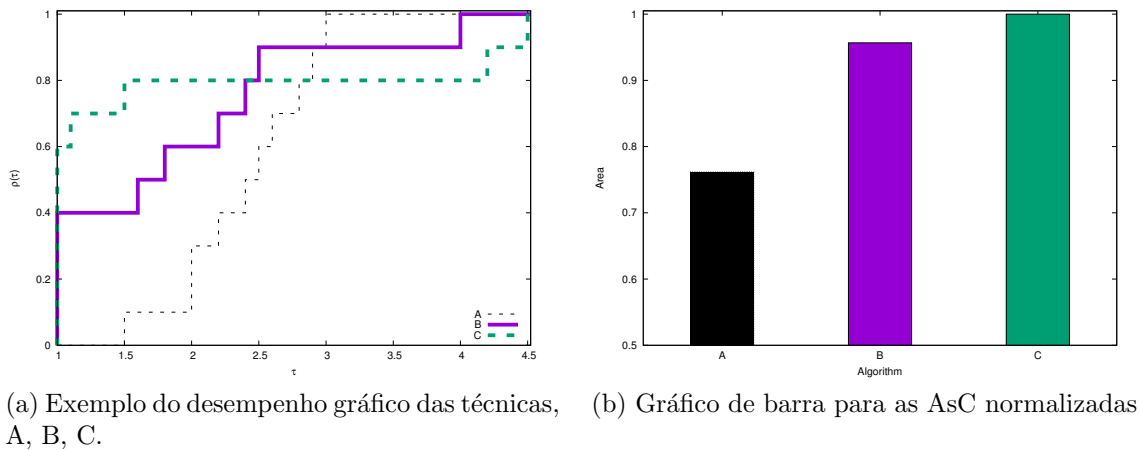 1
0.8
0.6
0.4
0.2
0
ρ(τ)
1
1.5
2
2.5
3
3.5
4
4.5
τ
A
B
C
1
0.9
0.8
0.7
0.6
0.5
Area
A
B
C
Algorithm
(a) Exemplo do desempenho gráfico das técnicas,
A, B, C.
(b) Gráfico de barra para as AsC normalizadas